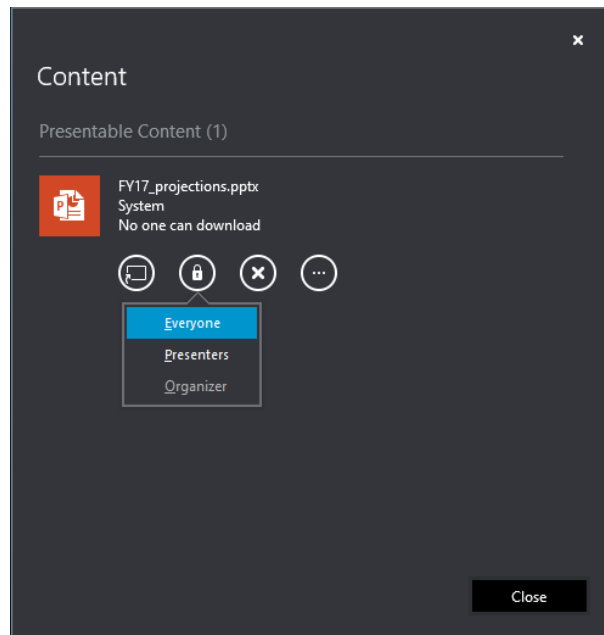 Content
Presentable Content (1)
P
FY17_projections.pptx
System
No one can download
Everyone
Presenters
Organizer
Close